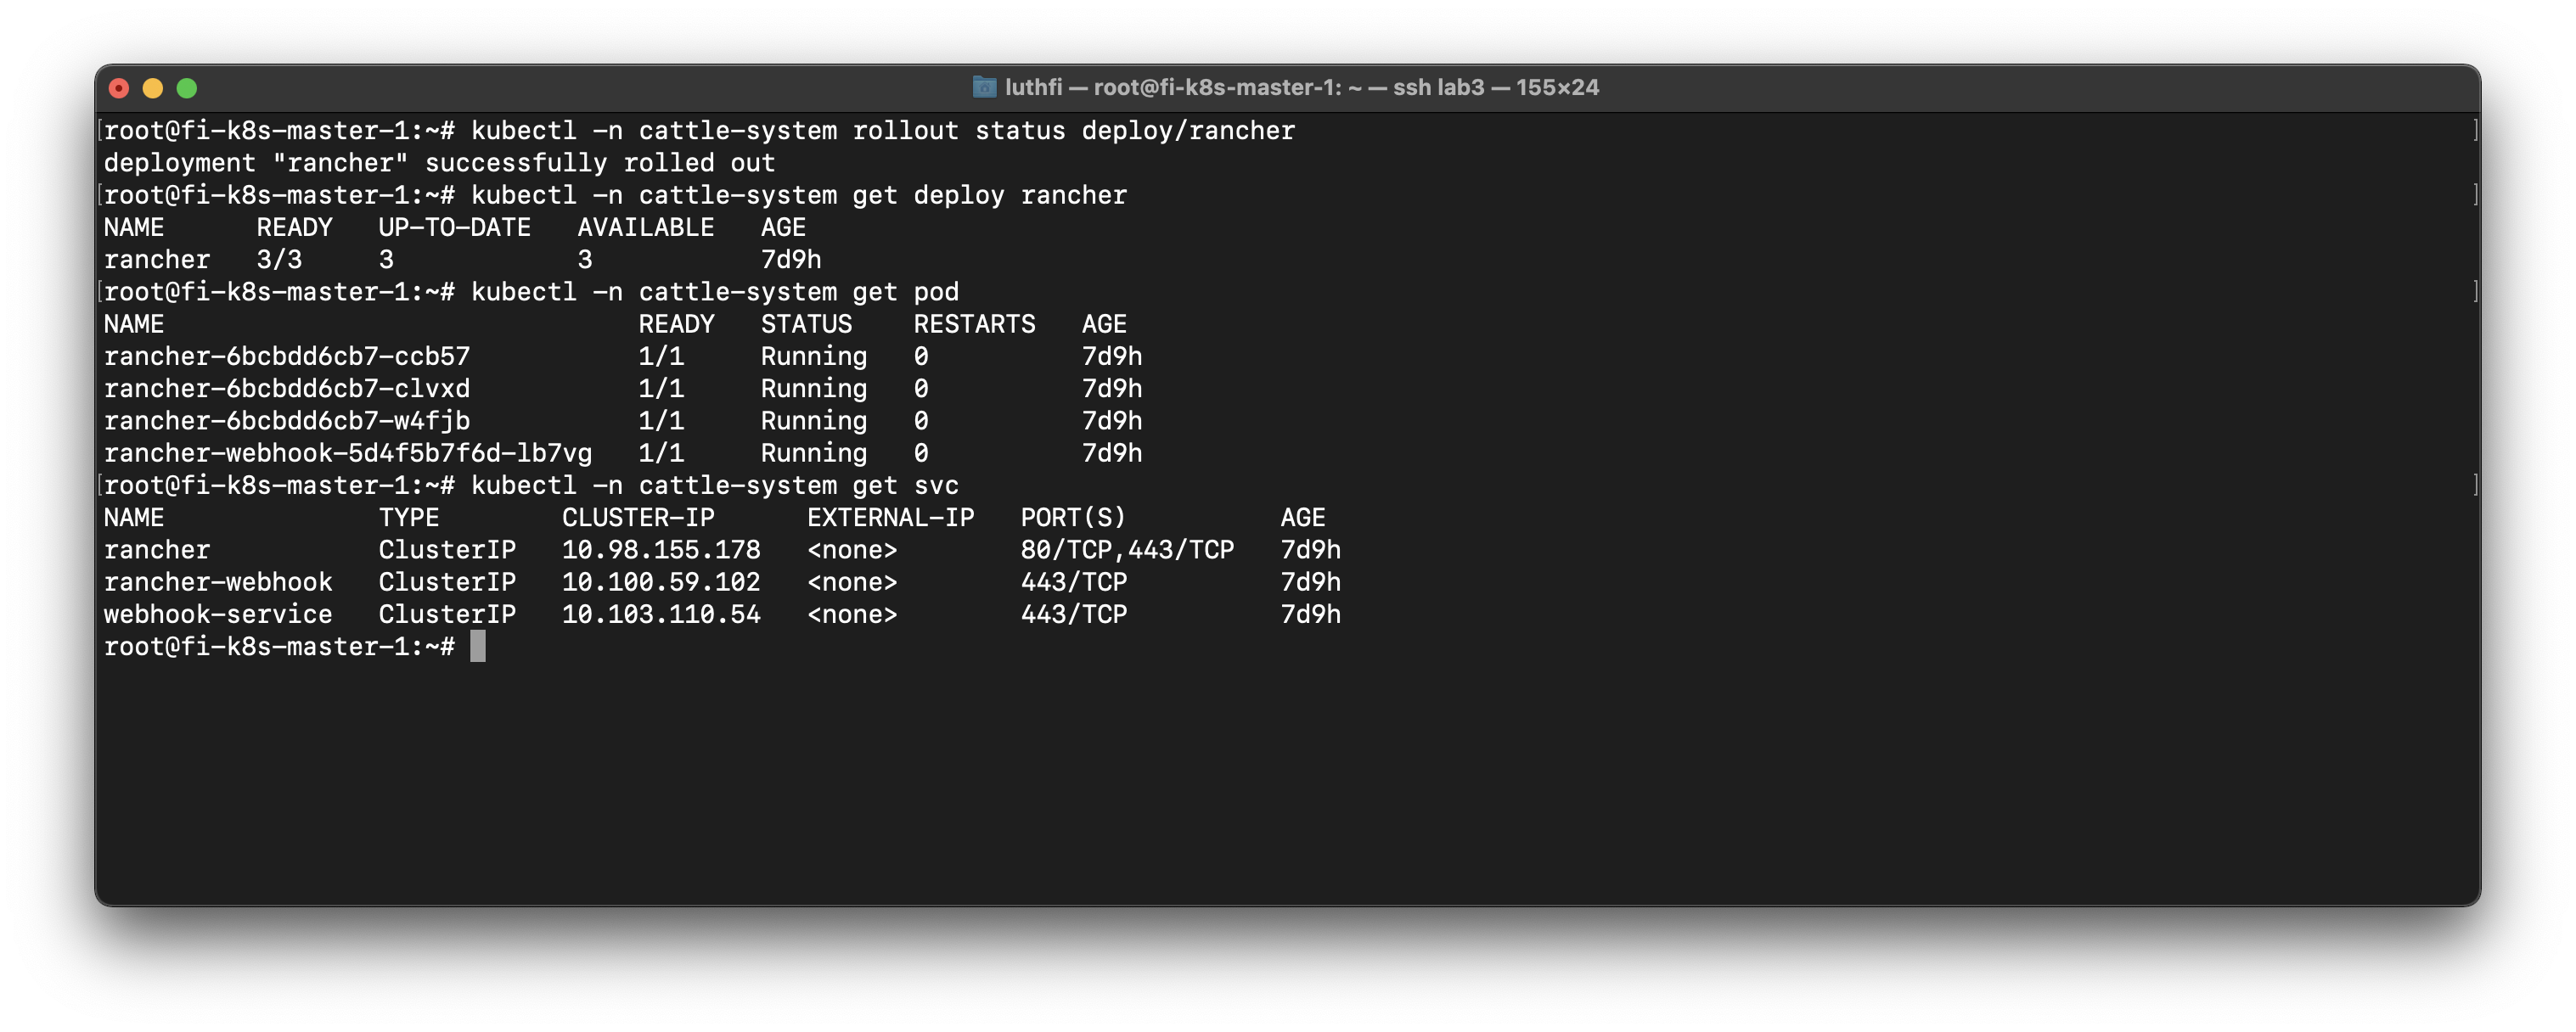 luthfi — root@fi-k8s-master-1: ~ — ssh lab3 — 155×24
[root@fi-k8s-master-1:~# kubectl -n cattle-system rollout status deploy/rancher ]
deployment "rancher" successfully rolled out
[root@fi-k8s-master-1:~# kubectl -n cattle-system get deploy rancher ]
NAME      READY   UP-TO-DATE   AVAILABLE   AGE
rancher   3/3     3            3           7d9h
[root@fi-k8s-master-1:~# kubectl -n cattle-system get pod ]
NAME                               READY   STATUS    RESTARTS   AGE
rancher-6bcbdd6cb7-ccb57           1/1     Running   0          7d9h
rancher-6bcbdd6cb7-clvxd           1/1     Running   0          7d9h
rancher-6bcbdd6cb7-w4fjb           1/1     Running   0          7d9h
rancher-webhook-5d4f5b7f6d-lb7vg   1/1     Running   0          7d9h
[root@fi-k8s-master-1:~# kubectl -n cattle-system get svc ]
NAME              TYPE        CLUSTER-IP      EXTERNAL-IP   PORT(S)          AGE
rancher           ClusterIP   10.98.155.178   <none>        80/TCP,443/TCP   7d9h
rancher-webhook   ClusterIP   10.100.59.102   <none>        443/TCP          7d9h
webhook-service   ClusterIP   10.103.110.54   <none>        443/TCP          7d9h
root@fi-k8s-master-1:~#